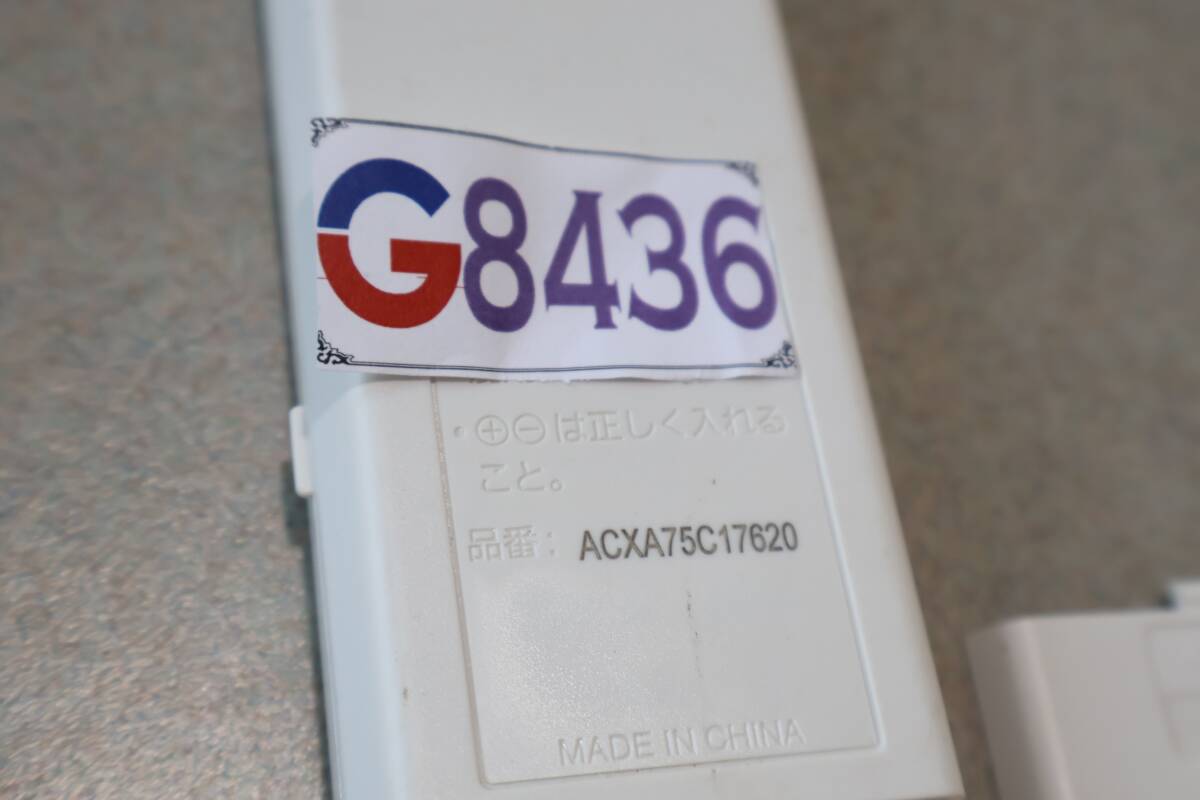 G8436
・⊕⊖は正しく入れる
こと。
品番： ACXA75C17620
MADE IN CHINA